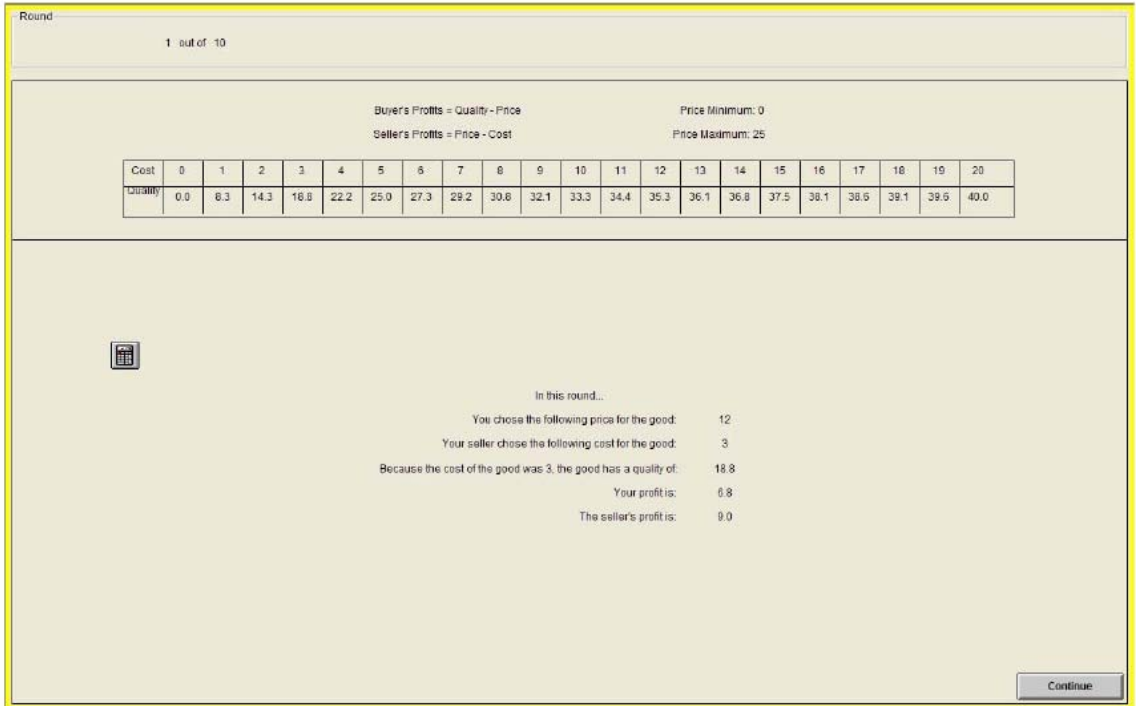 Round
1 out of 10
Buyer's Profits = Quality - Price Price Minimum: 0
Seller's Profits = Price - Cost Price Maximum: 25
Cost 0 1 2 3 4 5 6 7 8 9 10 11 12 13 14 15 16 17 18 19 20
Quality 0.0 8.3 14.3 18.8 22.2 25.0 27.3 29.2 30.8 32.1 33.3 34.4 35.3 36.1 36.8 37.5 38.1 38.6 39.1 39.6 40.0
In this round...
You chose the following price for the good: 12
Your seller chose the following cost for the good: 3
Because the cost of the good was 3, the good has a quality of: 18.8
Your profit is: 6.8
The seller's profit is: 9.0
Continue